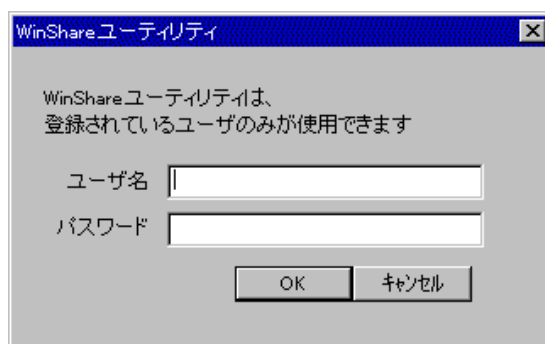 WinShareユーティリティ
WinShareユーティリティは、
登録されているユーザのみが使用できます
ユーザ名
パスワード
OK ｷｬﾝｾﾙ